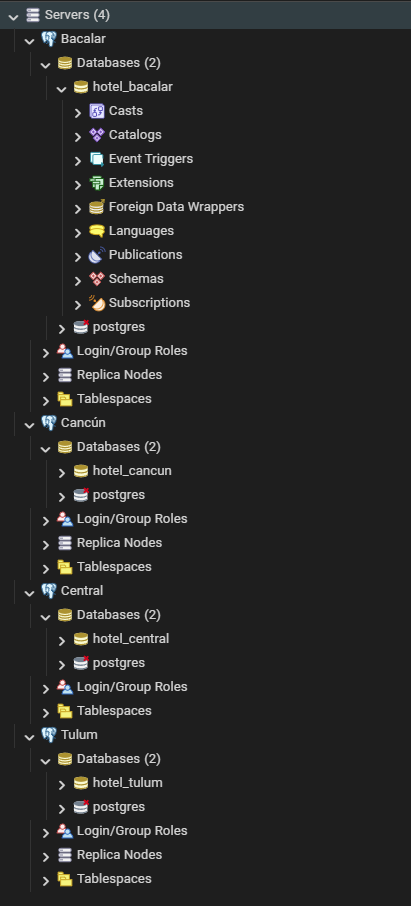 Servers (4)
Bacalar
Databases (2)
hotel_bacalar
Casts
Catalogs
Event Triggers
Extensions
Foreign Data Wrappers
Languages
Publications
Schemas
Subscriptions
postgres
Login/Group Roles
Replica Nodes
Tablespaces
Cancún
Databases (2)
hotel_cancun
postgres
Login/Group Roles
Replica Nodes
Tablespaces
Central
Databases (2)
hotel_central
postgres
Login/Group Roles
Tablespaces
Tulum
Databases (2)
hotel_tulum
postgres
Login/Group Roles
Replica Nodes
Tablespaces